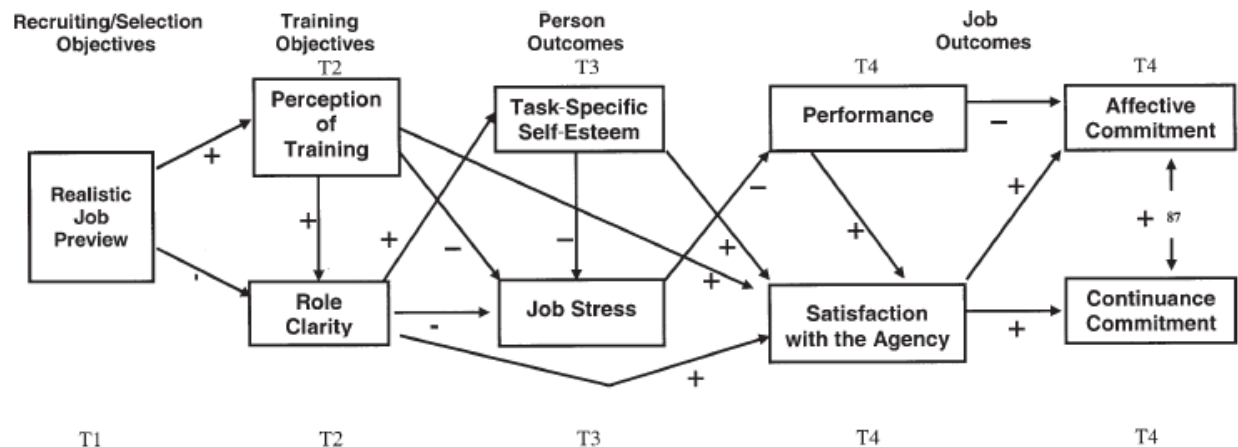 Recruiting/Selection
Objectives
Training
Objectives
T2
Person
Outcomes
T3
Job
Outcomes
T4
T4
Perception
of
Training
Task-Specific
Self-Esteem
Performance
Affective
Commitment
Realistic
Job
Preview
Role
Clarity
Job Stress
Satisfaction
with the Agency
Continuance
Commitment
+
-
+
+
-
-
-
+
+
+
-
+
-
+
+
+ 87
T1
T2
T3
T4
T4